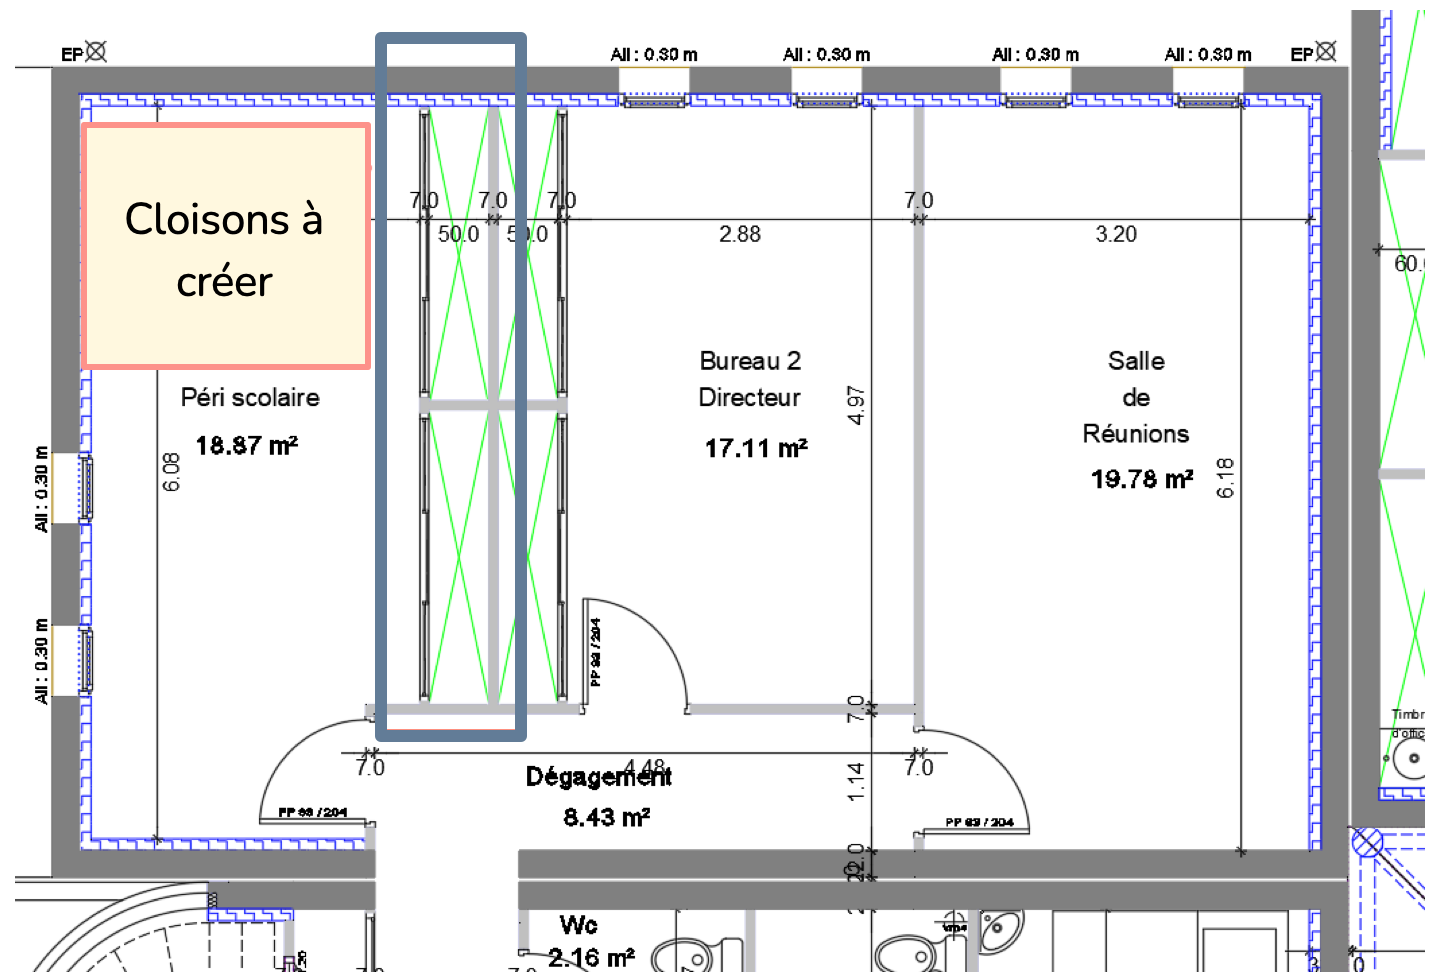 EP
All : 0.30 m
All : 0.30 m
All : 0.30 m
All : 0.30 m
EP
Cloisons à
créer
7.0
7.0
7.0
7.0
50.0
50.0
2.88
3.20
60.
Péri scolaire
18.87 m²
Bureau 2
Directeur
17.11 m²
Salle
de
Réunions
19.78 m²
4.97
6.08
6.18
All : 0.30 m
All : 0.30 m
PP 93 / 204
7.0
Timbr
d'offic
7.0
4.48
7.0
Dégagement
8.43 m²
1.14
PP 93 / 204
PP 83 / 204
Wc
2.16 m²